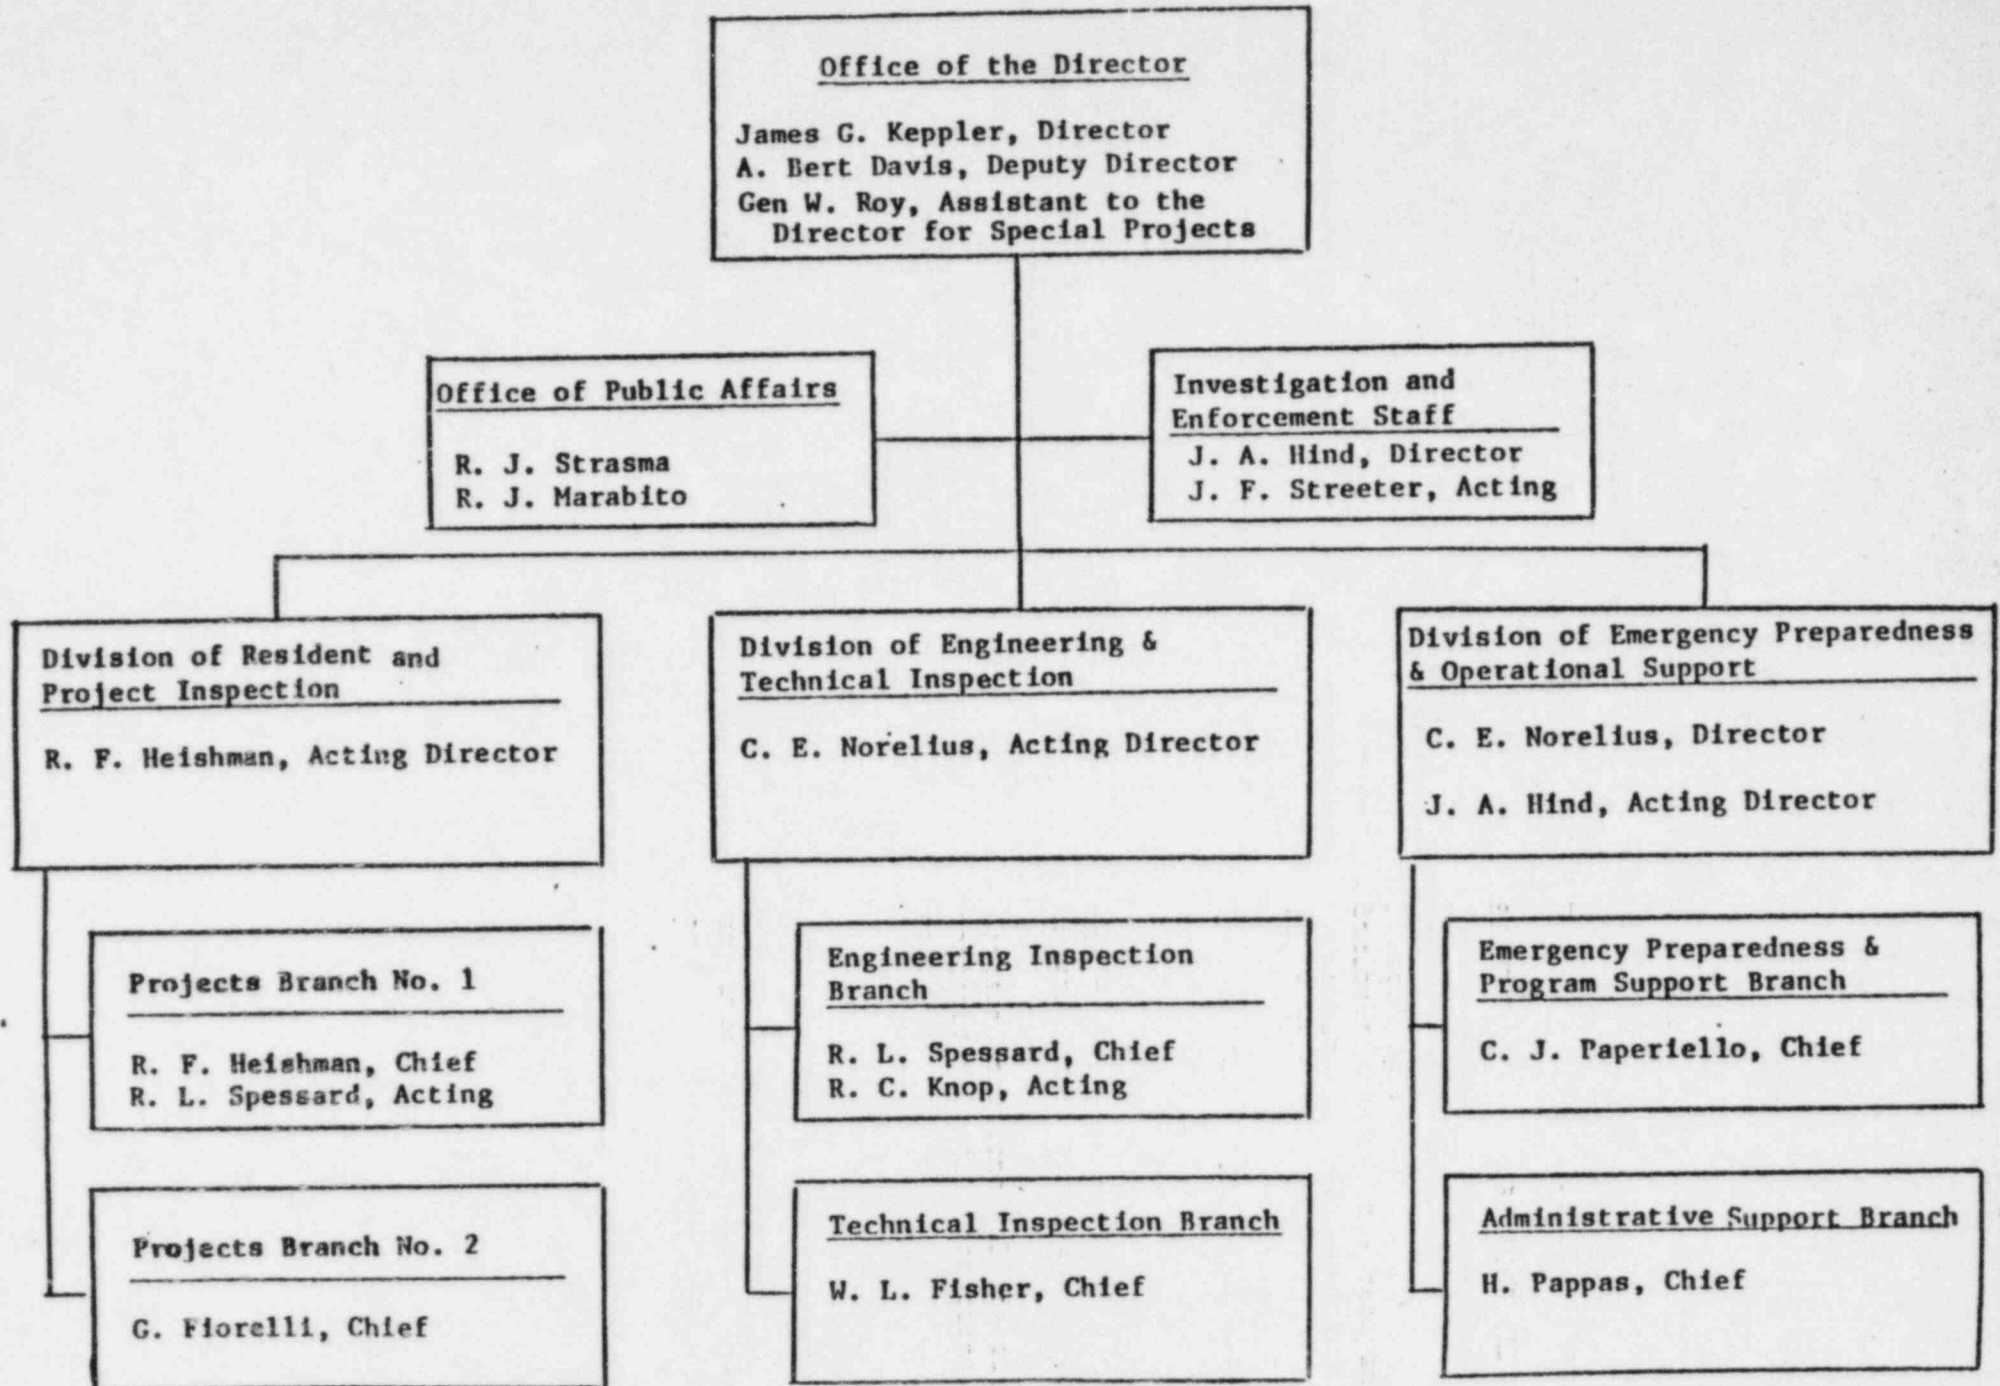 Office of the Director
James G. Keppler, Director
A. Bert Davis, Deputy Director
Gen W. Roy, Assistant to the
Director for Special Projects
Office of Public Affairs
R. J. Strasma
R. J. Marabito
Investigation and
Enforcement Staff
J. A. Hind, Director
J. F. Streeter, Acting
Division of Resident and
Project Inspection
R. F. Heishman, Acting Director
Division of Engineering &
Technical Inspection
C. E. Norelius, Acting Director
Division of Emergency Preparedness
& Operational Support
C. E. Norelius, Director
J. A. Hind, Acting Director
Projects Branch No. 1
R. F. Heishman, Chief
R. L. Spessard, Acting
Engineering Inspection
Branch
R. L. Spessard, Chief
R. C. Knop, Acting
Emergency Preparedness &
Program Support Branch
C. J. Paperiello, Chief
Projects Branch No. 2
G. Fiorelli, Chief
Technical Inspection Branch
W. L. Fisher, Chief
Administrative Support Branch
H. Pappas, Chief